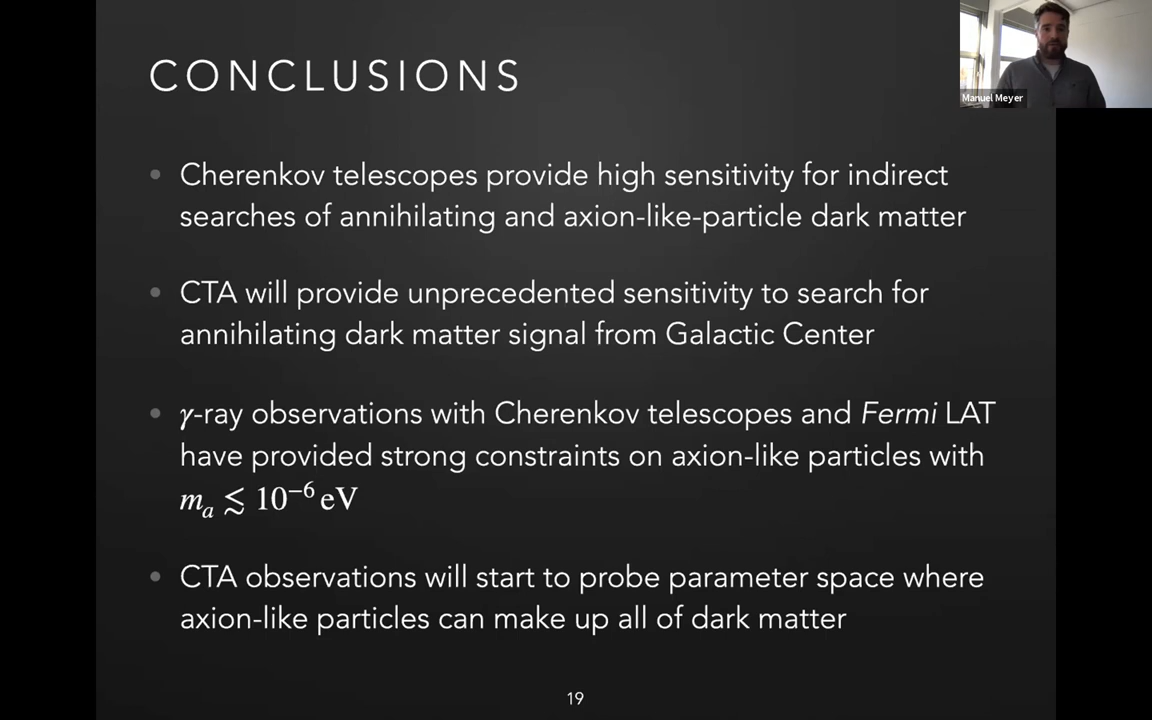 CONCLUSIONS
Manuel Meyer
• Cherenkov telescopes provide high sensitivity for indirect
searches of annihilating and axion-like-particle dark matter
• CTA will provide unprecedented sensitivity to search for
annihilating dark matter signal from Galactic Center
• γ-ray observations with Cherenkov telescopes and Fermi LAT
have provided strong constraints on axion-like particles with
mₐ ≲ 10⁻⁶ eV
• CTA observations will start to probe parameter space where
axion-like particles can make up all of dark matter
19